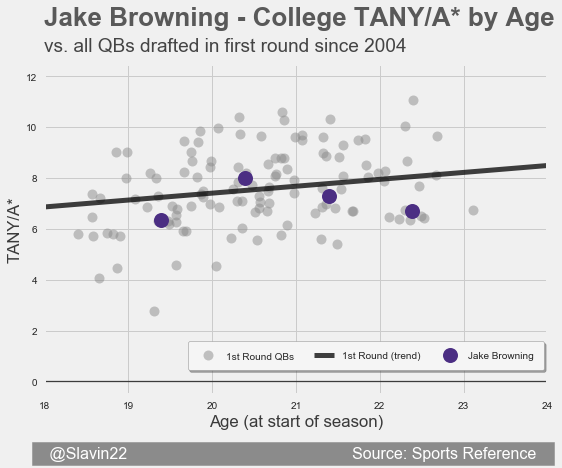 Jake Browning - College TANY/A* by Age
vs. all QBs drafted in first round since 2004
TANY/A*
12
10
8
6
4
2
0
1st Round QBs 1st Round (trend) Jake Browning
18 19 20 21 22 23 24
Age (at start of season)
@Slavin22 Source: Sports Reference